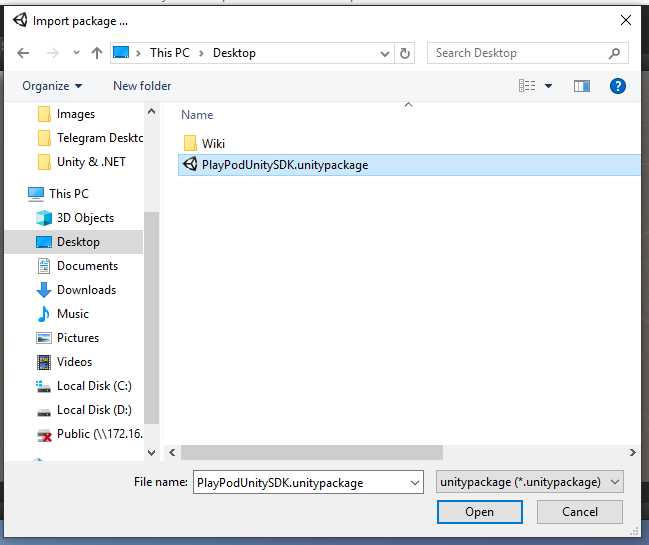 Import package ...
This PC
Desktop
Search Desktop
Organize
New folder
?
Images
Telegram Deskto
Unity & .NET
This PC
3D Objects
Desktop
Documents
Downloads
Music
Pictures
Videos
Local Disk (C:)
Local Disk (D:)
Public (\\172.16.
Name
Wiki
PlayPodUnitySDK.unitypackage
File name:
PlayPodUnitySDK.unitypackage
unitypackage (*.unitypackage)
Open
Cancel